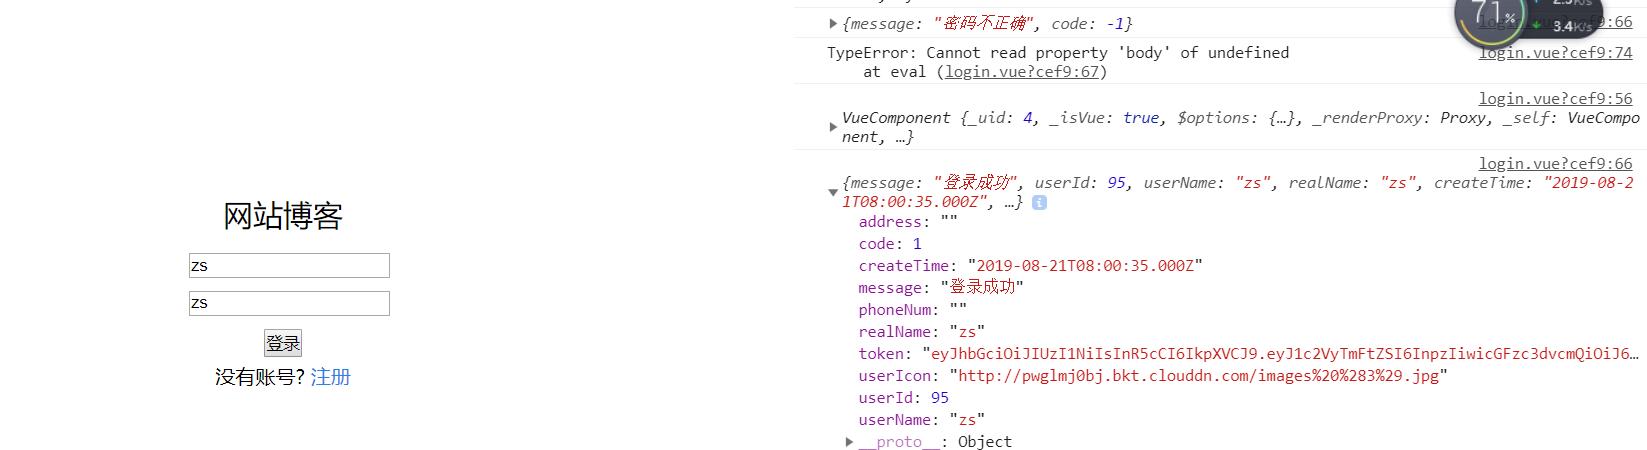 网站博客
zs
zs
登录
没有账号? 注册
{message: "密码不正确", code: -1}
:66
71%
3.4K/s
TypeError: Cannot read property 'body' of undefined
login.vue?cef9:74
at eval (login.vue?cef9:67)
login.vue?cef9:56
VueComponent {_uid: 4, _isVue: true, $options: {…}, _renderProxy: Proxy, _self: VueCompo
nent, …}
login.vue?cef9:66
{message: "登录成功", userId: 95, userName: "zs", realName: "zs", createTime: "2019-08-2
1T08:00:35.000Z", …} i
address: ""
code: 1
createTime: "2019-08-21T08:00:35.000Z"
message: "登录成功"
phoneNum: ""
realName: "zs"
token: "eyJhbGciOiJIUzI1NiIsInR5cCI6IkpXVCJ9.eyJ1c2VyTmFtZSI6InpzIiwicGFzc3dvcmQiOiJ6…
userIcon: "http://pwglmj0bj.bkt.clouddn.com/images%20%283%29.jpg"
userId: 95
userName: "zs"
__proto__: Object